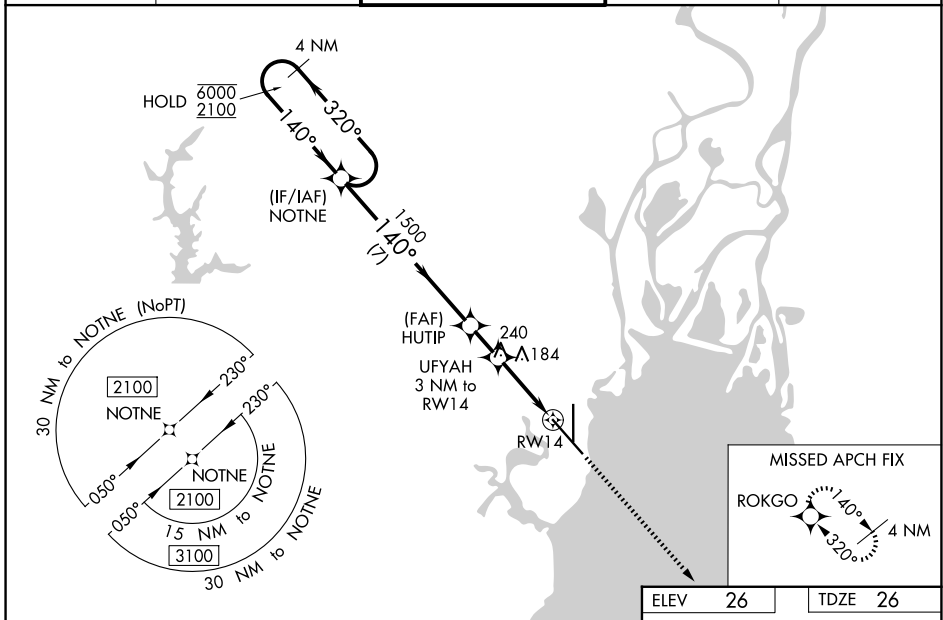 4 NM
HOLD
6000
2100
140°
320°
(IF/IAF)
NOTNE
1500
140°
(7)
(FAF)
HUTIP
240
184
UFYAH
3 NM to
RW14
RW14
30 NM to NOTNE (NoPT)
230°
2100
NOTNE
050°
230°
NOTNE
050°
2100
15 NM to NOTNE
3100
30 NM to NOTNE
MISSED APCH FIX
ROKGO
140°
320°
4 NM
ELEV 26
TDZE 26